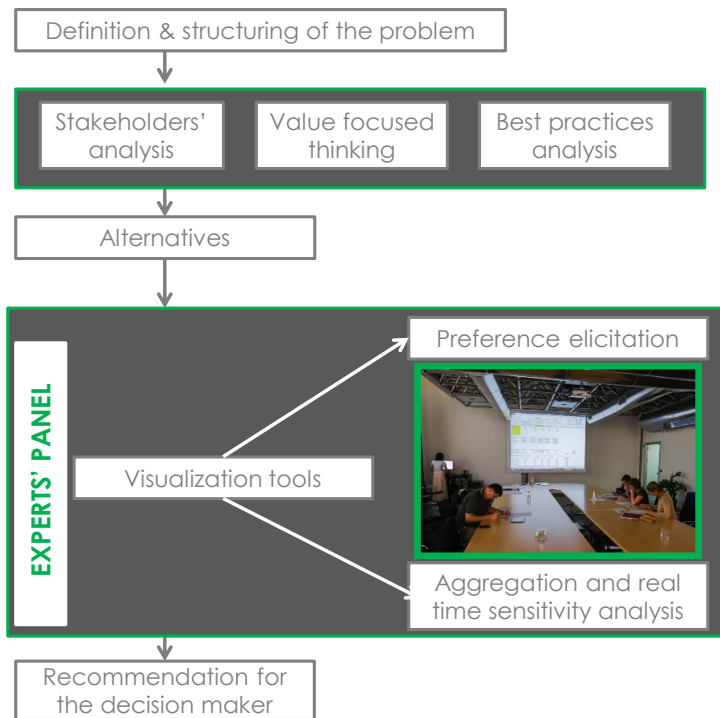 Definition & structuring of the problem
Stakeholders’
analysis
Value focused
thinking
Best practices
analysis
Alternatives
EXPERTS’ PANEL
Preference elicitation
Visualization tools
Aggregation and real
time sensitivity analysis
Recommendation for
the decision maker